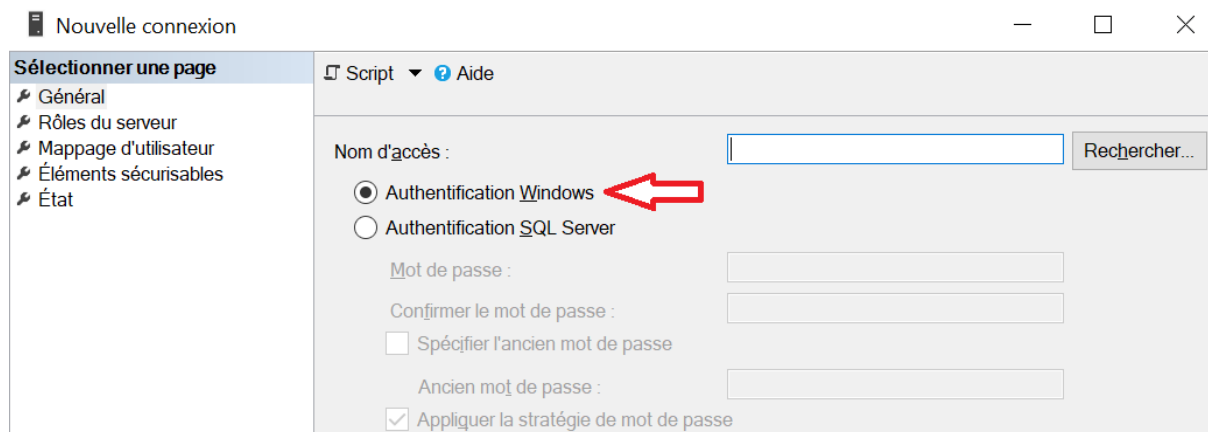 Nouvelle connexion
Sélectionner une page
Général
Rôles du serveur
Mappage d'utilisateur
Éléments sécurisables
État
Script
Aide
Nom d'accès :
Rechercher...
Authentification Windows
Authentification SQL Server
Mot de passe :
Confirmer le mot de passe :
Spécifier l'ancien mot de passe
Ancien mot de passe :
Appliquer la stratégie de mot de passe